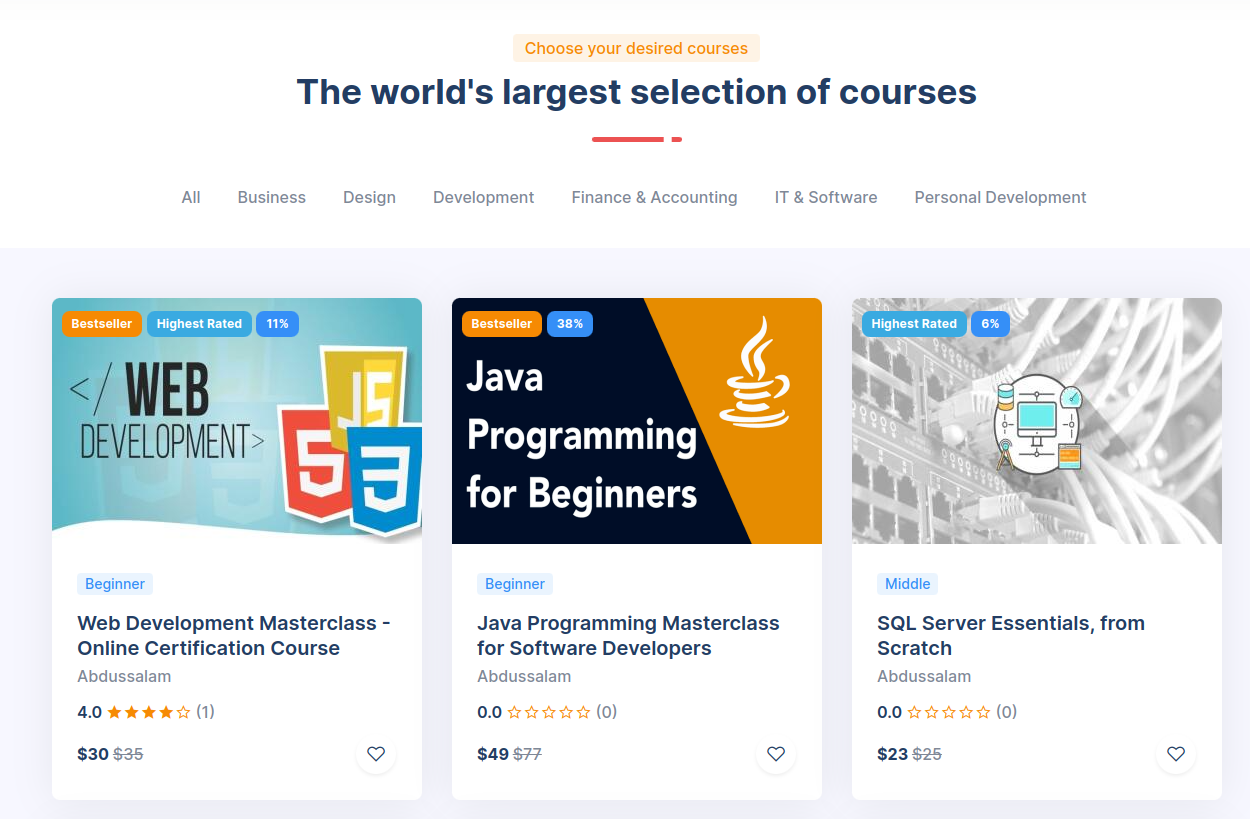 Choose your desired courses
The world's largest selection of courses
All Business Design Development Finance & Accounting IT & Software Personal Development
Bestseller Highest Rated 11%
</ WEB
DEVELOPMENT>
JS
5
3
Beginner
Web Development Masterclass -
Online Certification Course
Abdussalam
4.0 (1)
$30 $35
Bestseller 38%
Java
Programming
for Beginners
Beginner
Java Programming Masterclass
for Software Developers
Abdussalam
0.0 (0)
$49 $77
Highest Rated 6%
Middle
SQL Server Essentials, from
Scratch
Abdussalam
0.0 (0)
$23 $25